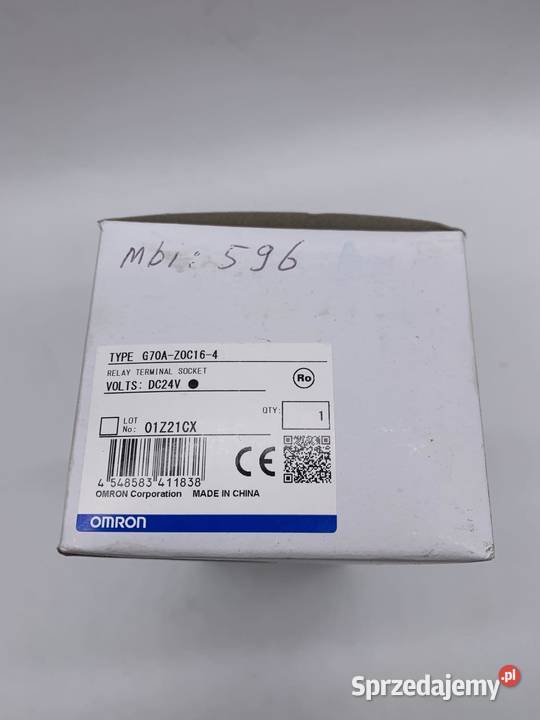 Mbi: 596
TYPE G70A-ZOC16-4
RELAY TERMINAL SOCKET
VOLTS: DC24V ●
Ro
LOT No: 01Z21CX
QTY: 1
4 548583 411838
CE
OMRON Corporation MADE IN CHINA
OMRON
Sprzedajemy.pl